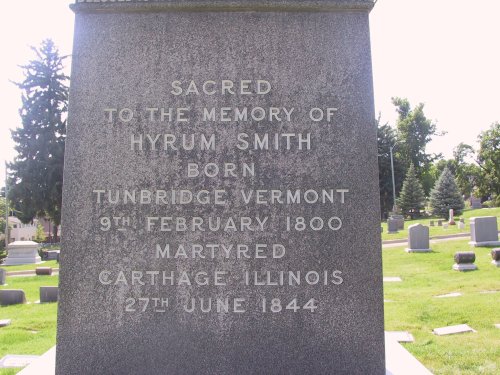 SACRED
TO THE MEMORY OF
HYRUM SMITH
BORN
TUNBRIDGE VERMONT
9TH FEBRUARY 1800
MARTYRED
CARTHAGE ILLINOIS
27TH JUNE 1844